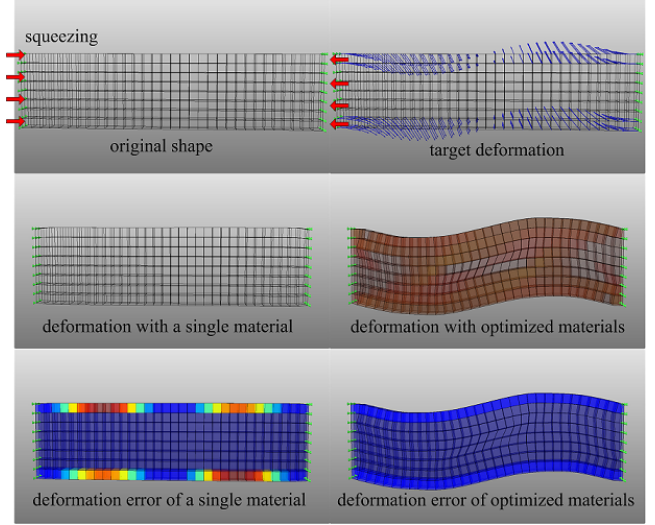 squeezing
original shape
target deformation
deformation with a single material
deformation with optimized materials
deformation error of a single material
deformation error of optimized materials